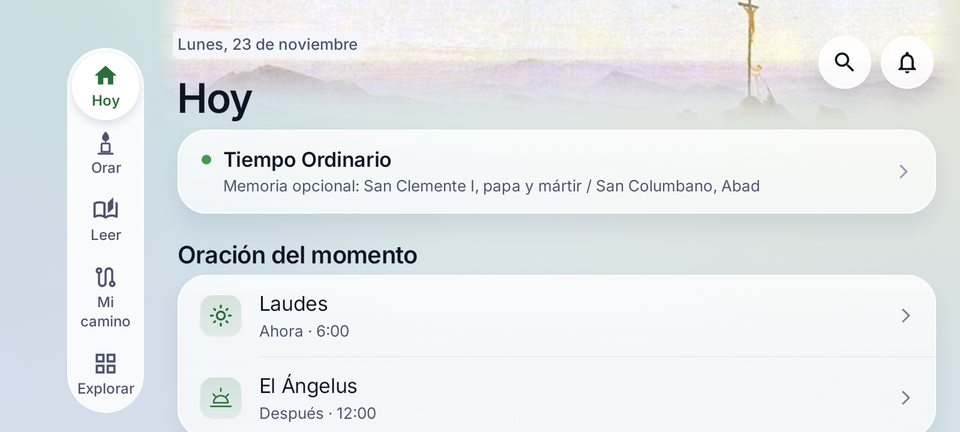 Lunes, 23 de noviembre
Hoy
Hoy
Orar
Leer
Mi
camino
Explorar
Tiempo Ordinario
Memoria opcional: San Clemente I, papa y mártir / San Columbano, Abad
Oración del momento
Laudes
Ahora · 6:00
El Ángelus
Después · 12:00